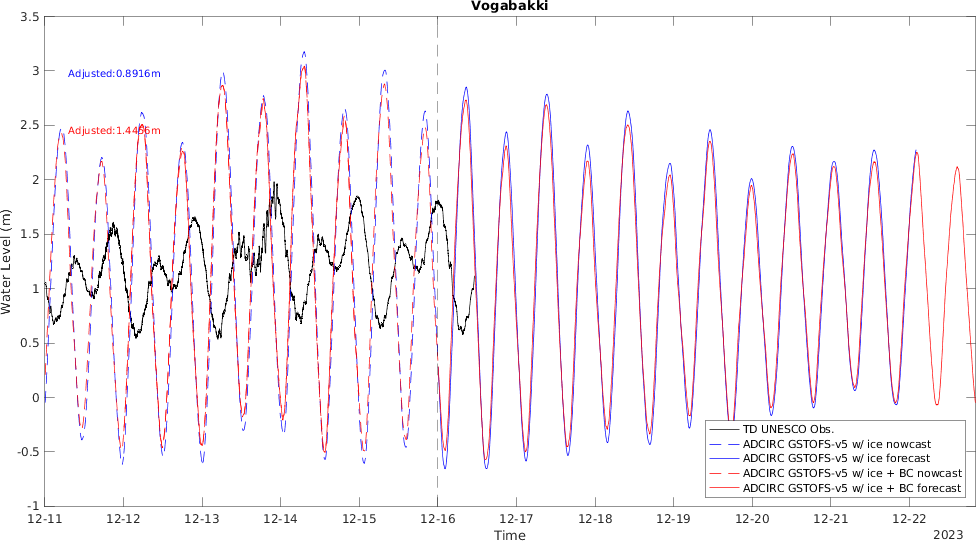 Vogabakki
3.5
3
2.5
2
1.5
1
0.5
0
-0.5
-1
Water Level (m)
Adjusted:0.8916m
Adjusted:1.4456m
TD UNESCO Obs.
ADCIRC GSTOFS-v5 w/ ice nowcast
ADCIRC GSTOFS-v5 w/ ice forecast
ADCIRC GSTOFS-v5 w/ ice + BC nowcast
ADCIRC GSTOFS-v5 w/ ice + BC forecast
12-11 12-12 12-13 12-14 12-15 12-16 12-17 12-18 12-19 12-20 12-21 12-22
Time
2023